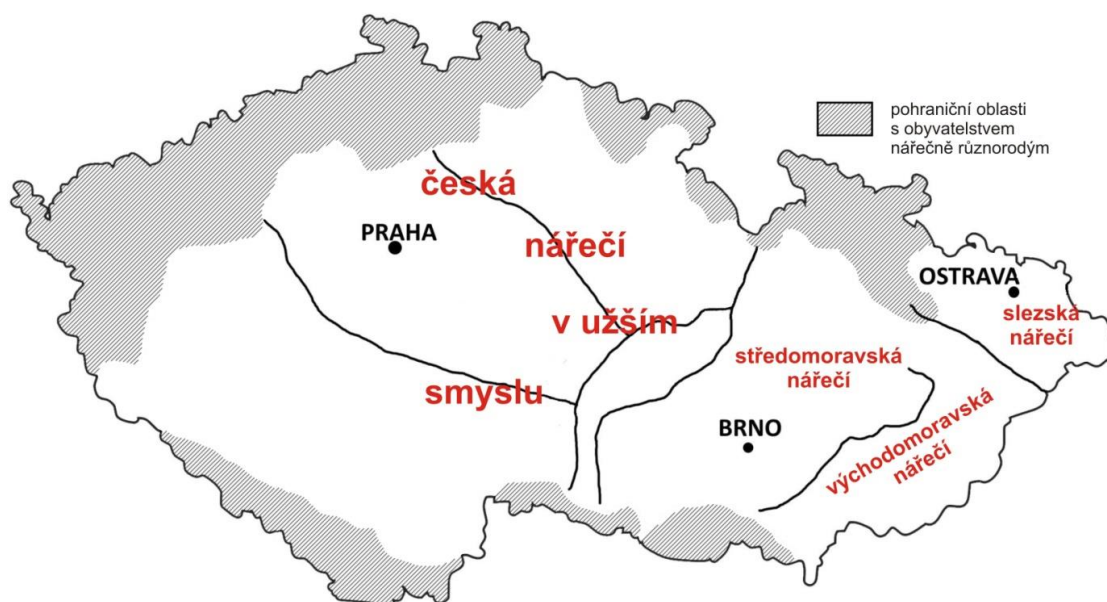 pohraniční oblasti
s obyvatelstvem
nářečně různorodým
česká
PRAHA
nářečí
OSTRAVA
slezská
nářečí
v užším
středomoravská
nářečí
smyslu
BRNO
východomoravská
nářečí